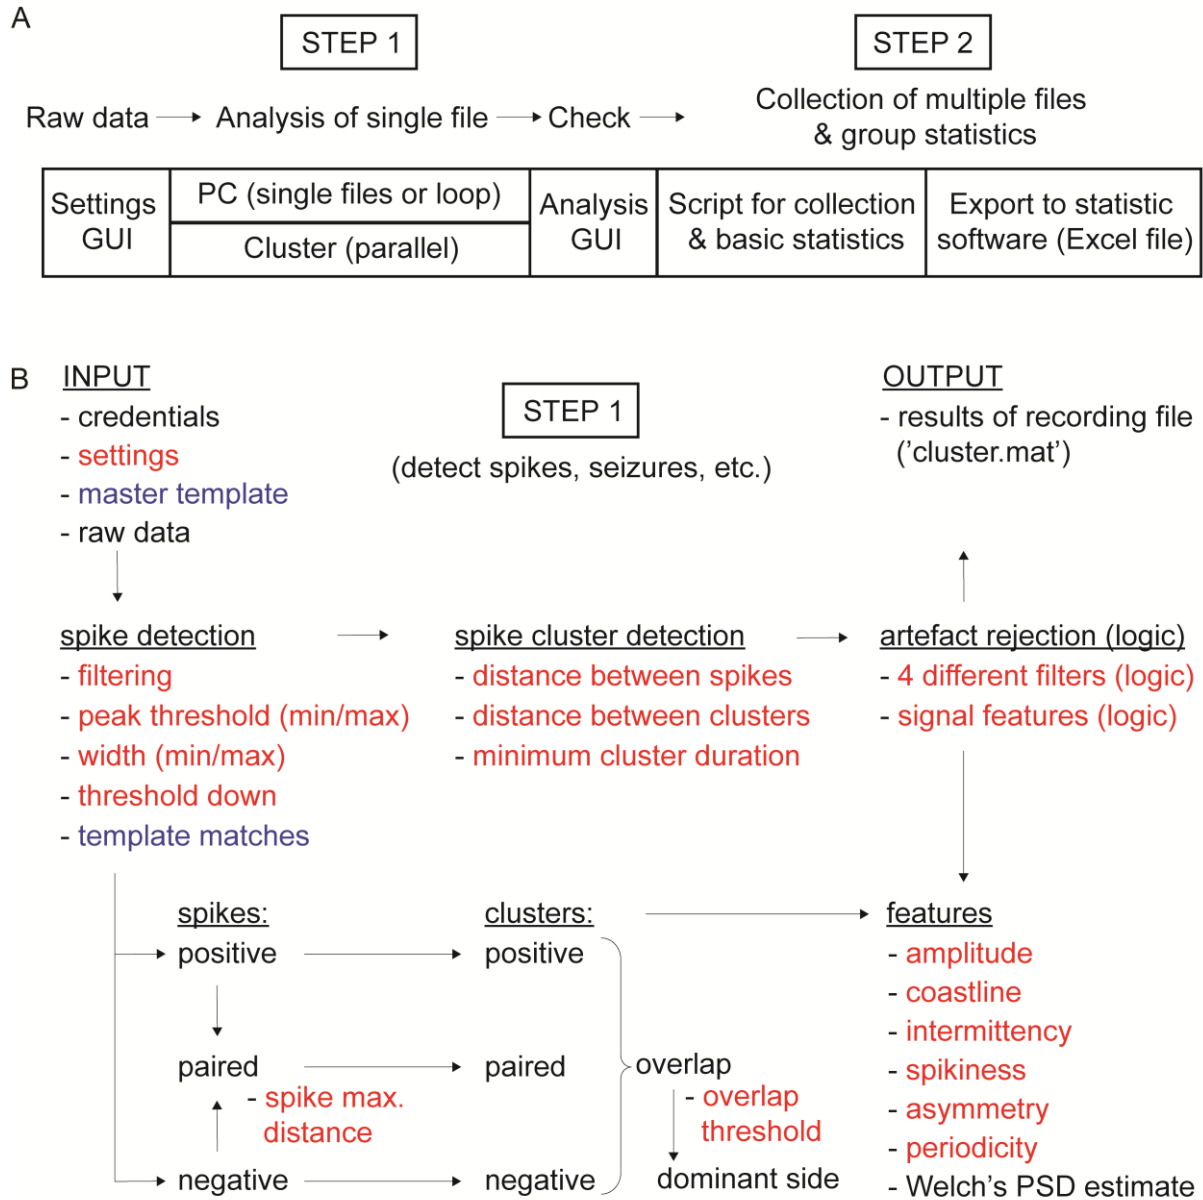 A
STEP 1
STEP 2
Raw data
Analysis of single file
Check
Collection of multiple files
& group statistics
Settings
GUI
PC (single files or loop)
Cluster (parallel)
Analysis
GUI
Script for collection
& basic statistics
Export to statistic
software (Excel file)
B
INPUT
- credentials
- settings
- master template
- raw data
STEP 1
(detect spikes, seizures, etc.)
OUTPUT
- results of recording file
('cluster.mat')
spike detection
- filtering
- peak threshold (min/max)
- width (min/max)
- threshold down
- template matches
spike cluster detection
- distance between spikes
- distance between clusters
- minimum cluster duration
artefact rejection (logic)
- 4 different filters (logic)
- signal features (logic)
spikes:
positive
paired
- spike max.
distance
negative
clusters:
positive
paired
negative
overlap
- overlap
threshold
dominant side
features
- amplitude
- coastline
- intermittency
- spikiness
- asymmetry
- periodicity
- Welch's PSD estimate